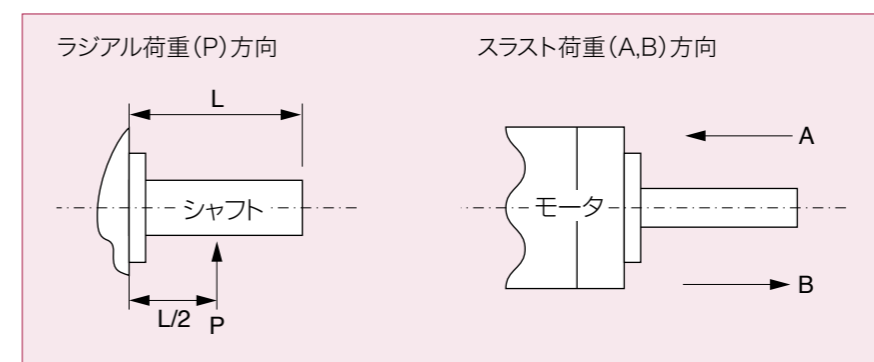 ラジアル荷重(P)方向
L
シャフト
L/2
P
スラスト荷重(A,B)方向
A
モータ
B